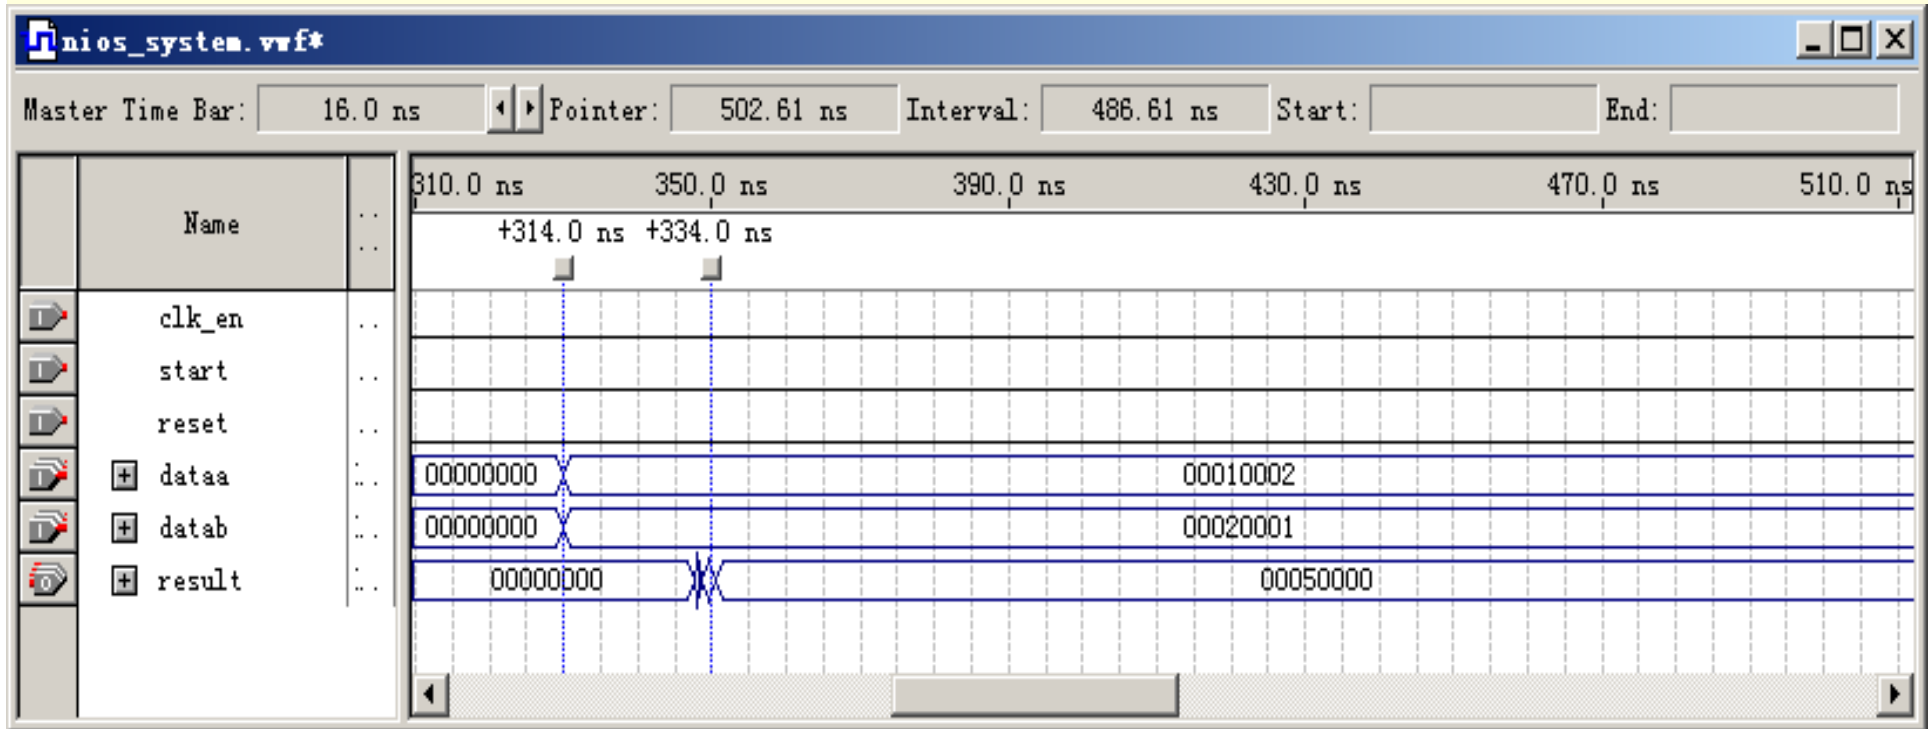 nios_system.vwf*
Master Time Bar: 16.0 ns Pointer: 502.61 ns Interval: 486.61 ns Start: End:
Name 310.0 ns 350.0 ns 390.0 ns 430.0 ns 470.0 ns 510.0 ns
+314.0 ns +334.0 ns
clk_en
start
reset
dataa 00000000 00010002
datab 00000000 00020001
result 00000000 00050000